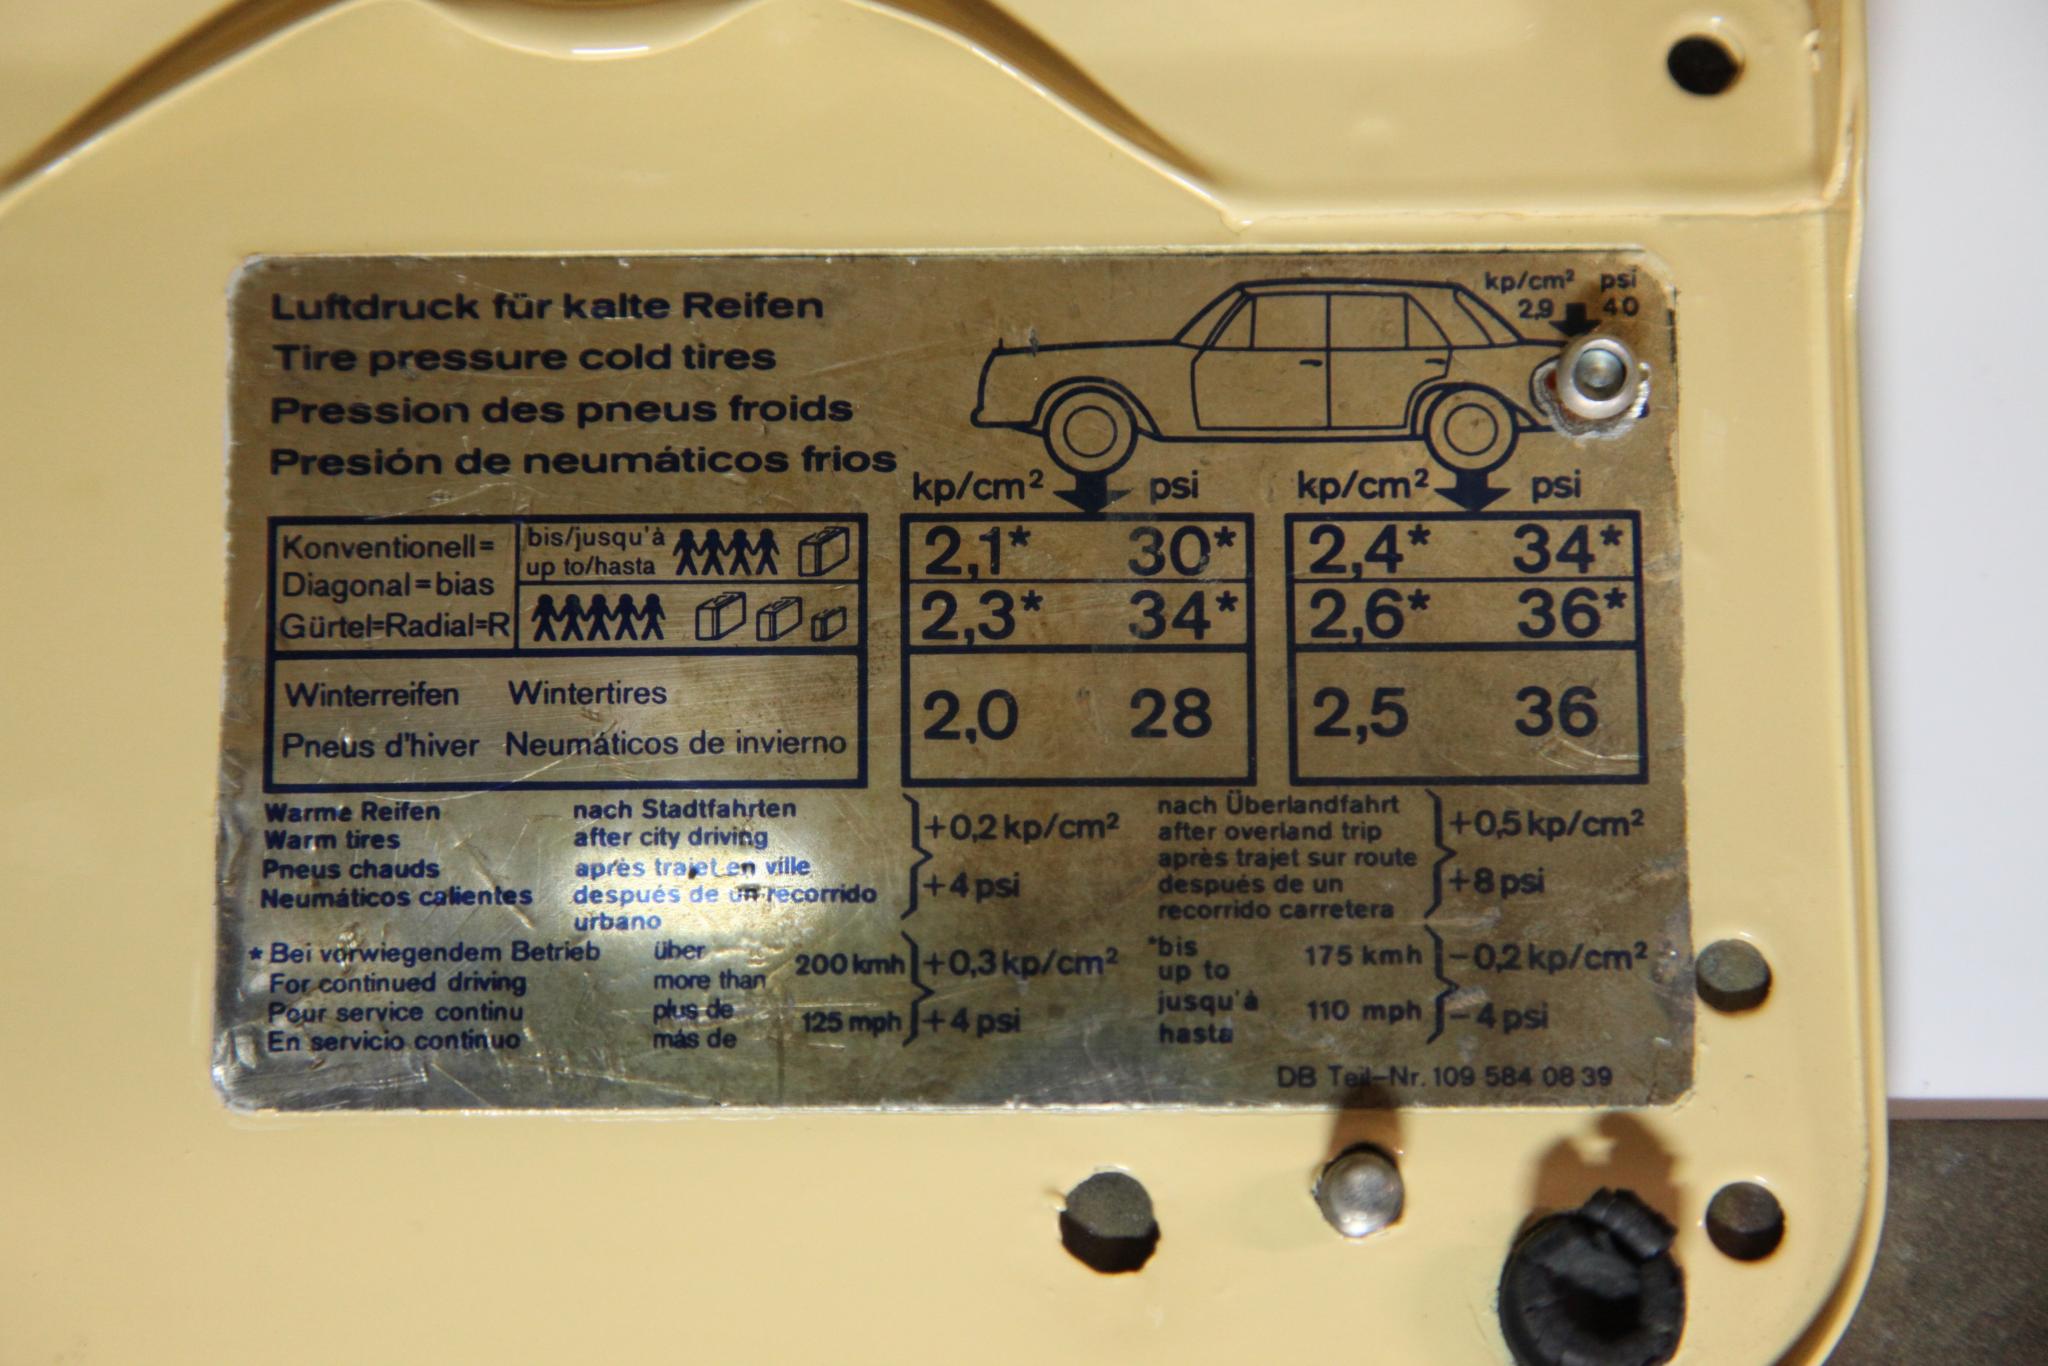 Luftdruck für kalte Reifen
Tire pressure cold tires
Pression des pneus froids
Presión de neumáticos frios
kp/cm² psi
2,9 40
kp/cm² psi
kp/cm² psi
Konventionell=
Diagonal=bias
Gürtel=Radial=R
bis/jusqu'à
up to/hasta
2,1* 30* 2,4* 34*
2,3* 34* 2,6* 36*
Winterreifen Wintertires
Pneus d'hiver Neumáticos de invierno
2,0 28 2,5 36
Warme Reifen
Warm tires
Pneus chauds
Neumáticos calientes
nach Stadtfahrten
after city driving
après trajet en ville
después de un recorrido
urbano
+0,2 kp/cm²
+4 psi
nach Überlandfahrt
after overland trip
après trajet sur route
después de un
recorrido carretera
+0,5 kp/cm²
+8 psi
* Bei vorwiegendem Betrieb
For continued driving
Pour service continu
En servicio continuo
über
more than
plus de
más de
200 kmh
125 mph
+0,3 kp/cm²
+4 psi
*bis
up to
jusqu'à
hasta
175 kmh
110 mph
-0,2 kp/cm²
-4 psi
DB Teil-Nr. 109 584 08 39